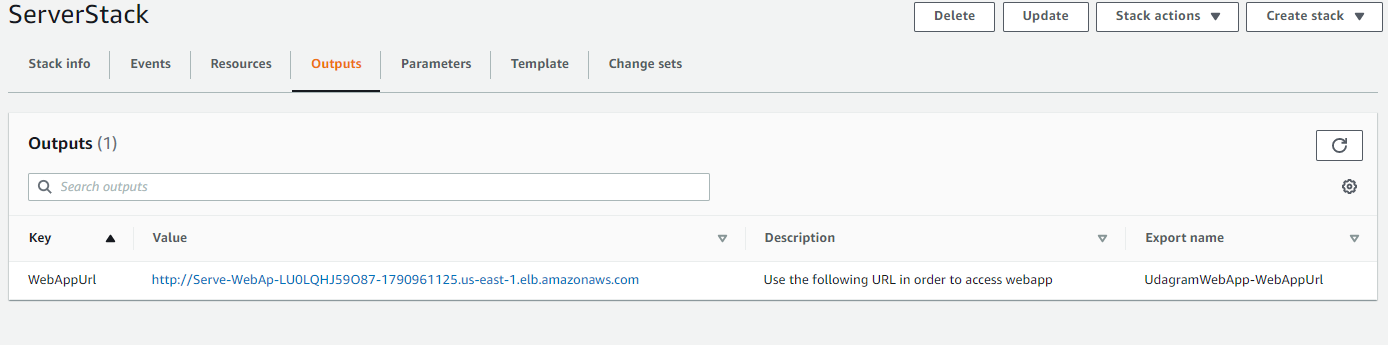 ServerStack
Delete
Update
Stack actions
Create stack
Stack info
Events
Resources
Outputs
Parameters
Template
Change sets
Outputs (1)
Search outputs
Key
Value
Description
Export name
WebAppUrl
http://Serve-WebAp-LU0LQHJ59O87-1790961125.us-east-1.elb.amazonaws.com
Use the following URL in order to access webapp
UdagramWebApp-WebAppUrl